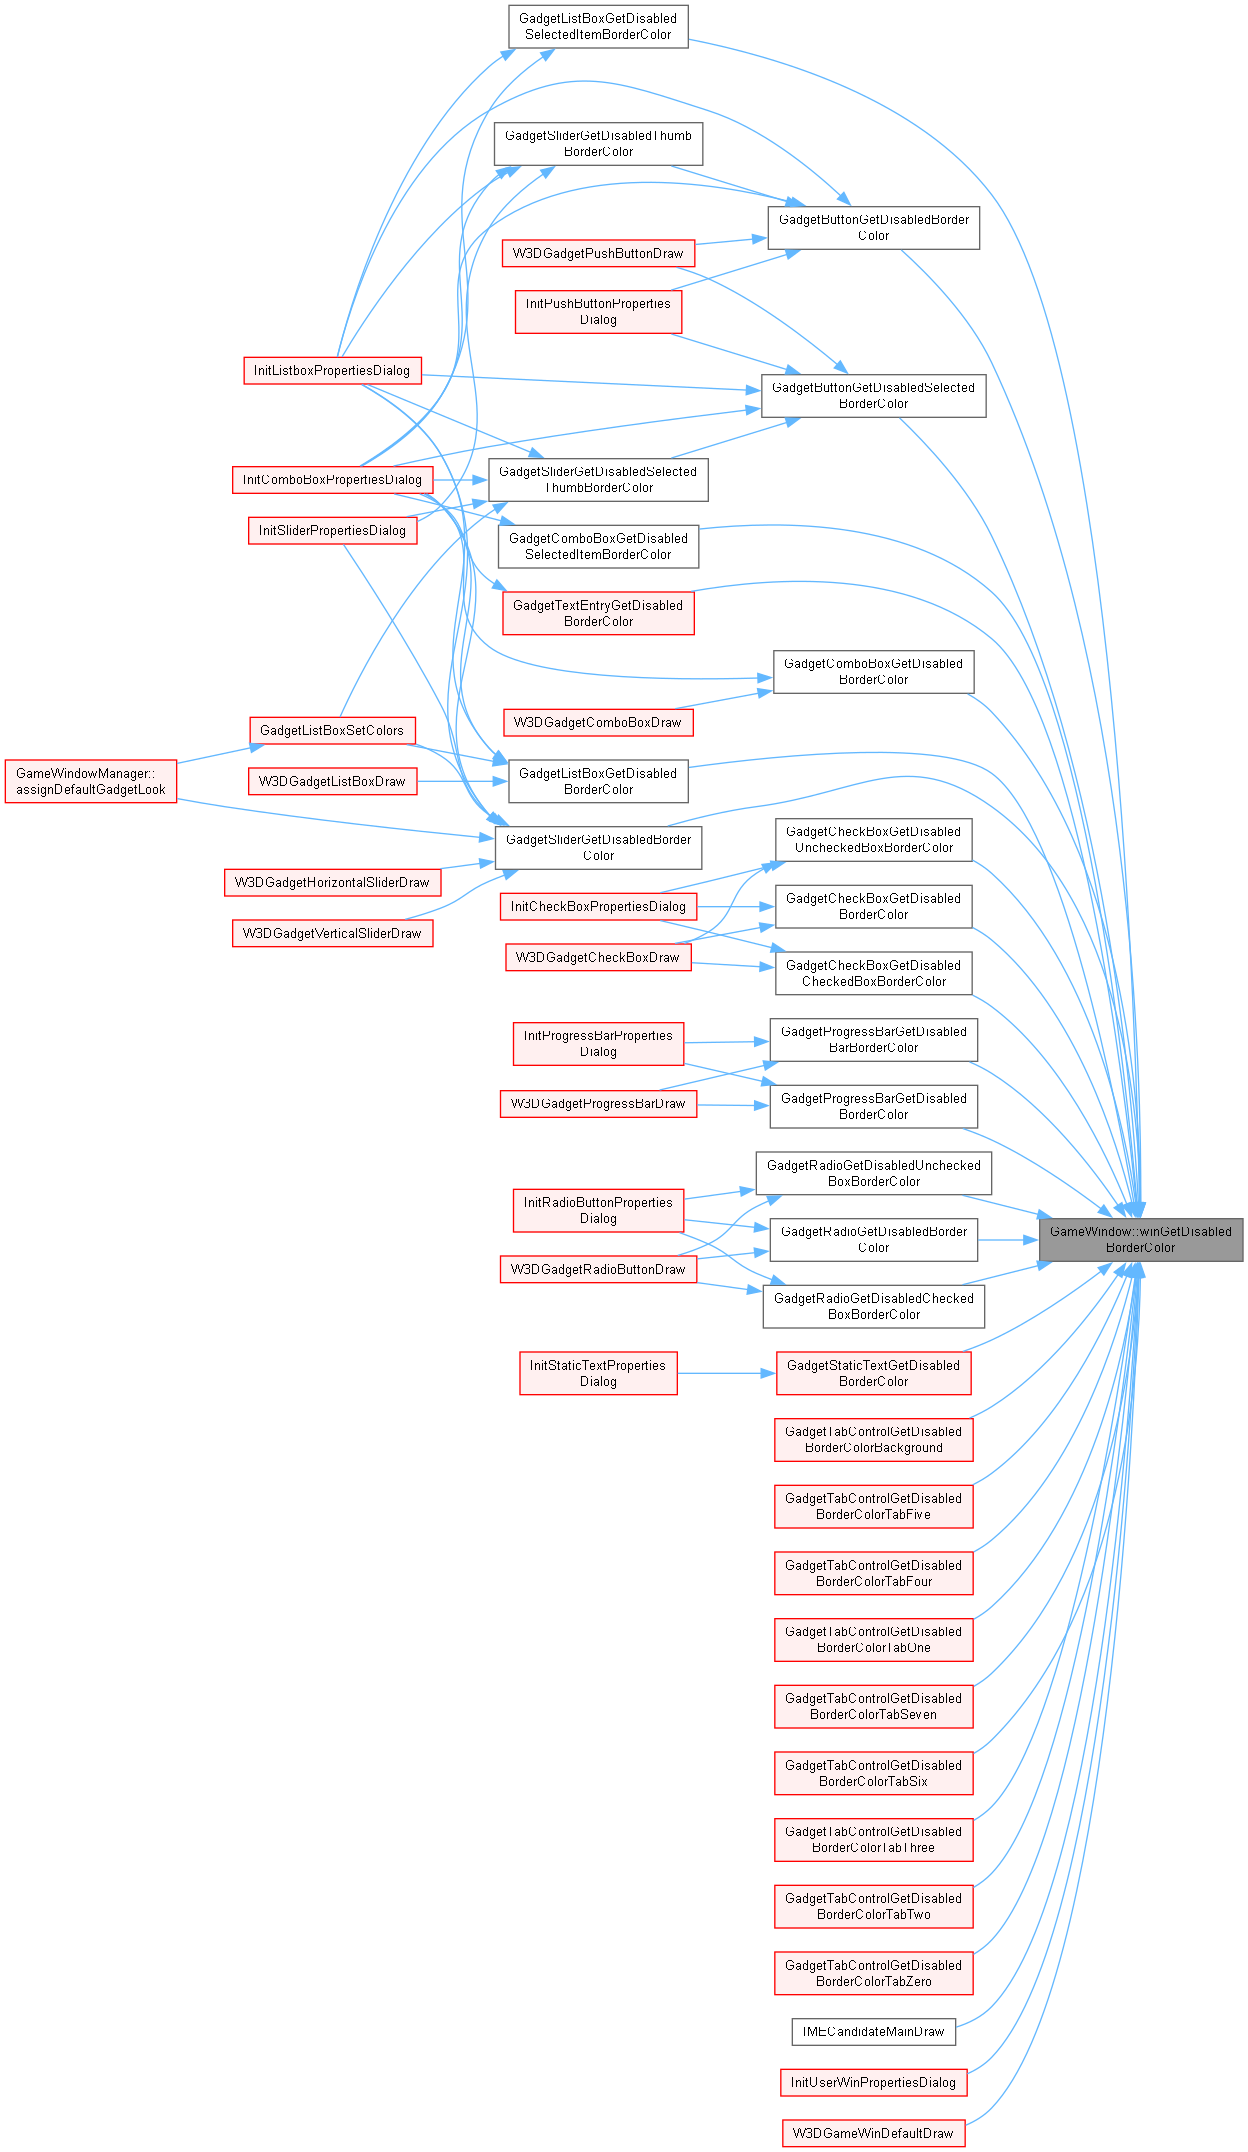 GadgetListBoxGetDisabled
SelectedItemBorderColor
GadgetSliderGetDisabledThumb
BorderColor
GadgetButtonGetDisabledBorder
Color
W3DGadgetPushButtonDraw
InitPushButtonProperties
Dialog
InitListboxPropertiesDialog
GadgetButtonGetDisabledSelected
BorderColor
InitComboBoxPropertiesDialog
GadgetSliderGetDisabledSelected
ThumbBorderColor
InitSliderPropertiesDialog
GadgetComboBoxGetDisabled
SelectedItemBorderColor
GadgetTextEntryGetDisabled
BorderColor
GadgetComboBoxGetDisabled
BorderColor
W3DGadgetComboBoxDraw
GadgetListBoxSetColors
GameWindowManager::
assignDefaultGadgetLook
W3DGadgetListBoxDraw
GadgetListBoxGetDisabled
BorderColor
GadgetSliderGetDisabledBorder
Color
GadgetCheckBoxGetDisabled
UncheckedBoxBorderColor
W3DGadgetHorizontalSliderDraw
InitCheckBoxPropertiesDialog
GadgetCheckBoxGetDisabled
BorderColor
W3DGadgetVerticalSliderDraw
W3DGadgetCheckBoxDraw
GadgetCheckBoxGetDisabled
CheckedBoxBorderColor
InitProgressBarProperties
Dialog
GadgetProgressBarGetDisabled
BarBorderColor
W3DGadgetProgressBarDraw
GadgetProgressBarGetDisabled
BorderColor
GadgetRadioGetDisabledUnchecked
BoxBorderColor
InitRadioButtonProperties
Dialog
GadgetRadioGetDisabledBorder
Color
GameWindow::winGetDisabled
BorderColor
W3DGadgetRadioButtonDraw
GadgetRadioGetDisabledChecked
BoxBorderColor
InitStaticTextProperties
Dialog
GadgetStaticTextGetDisabled
BorderColor
GadgetTabControlGetDisabled
BorderColorBackground
GadgetTabControlGetDisabled
BorderColorTabFive
GadgetTabControlGetDisabled
BorderColorTabFour
GadgetTabControlGetDisabled
BorderColorTabOne
GadgetTabControlGetDisabled
BorderColorTabSeven
GadgetTabControlGetDisabled
BorderColorTabSix
GadgetTabControlGetDisabled
BorderColorTabThree
GadgetTabControlGetDisabled
BorderColorTabTwo
GadgetTabControlGetDisabled
BorderColorTabZero
IMECandidateMainDraw
InitUserWinPropertiesDialog
W3DGameWinDefaultDraw